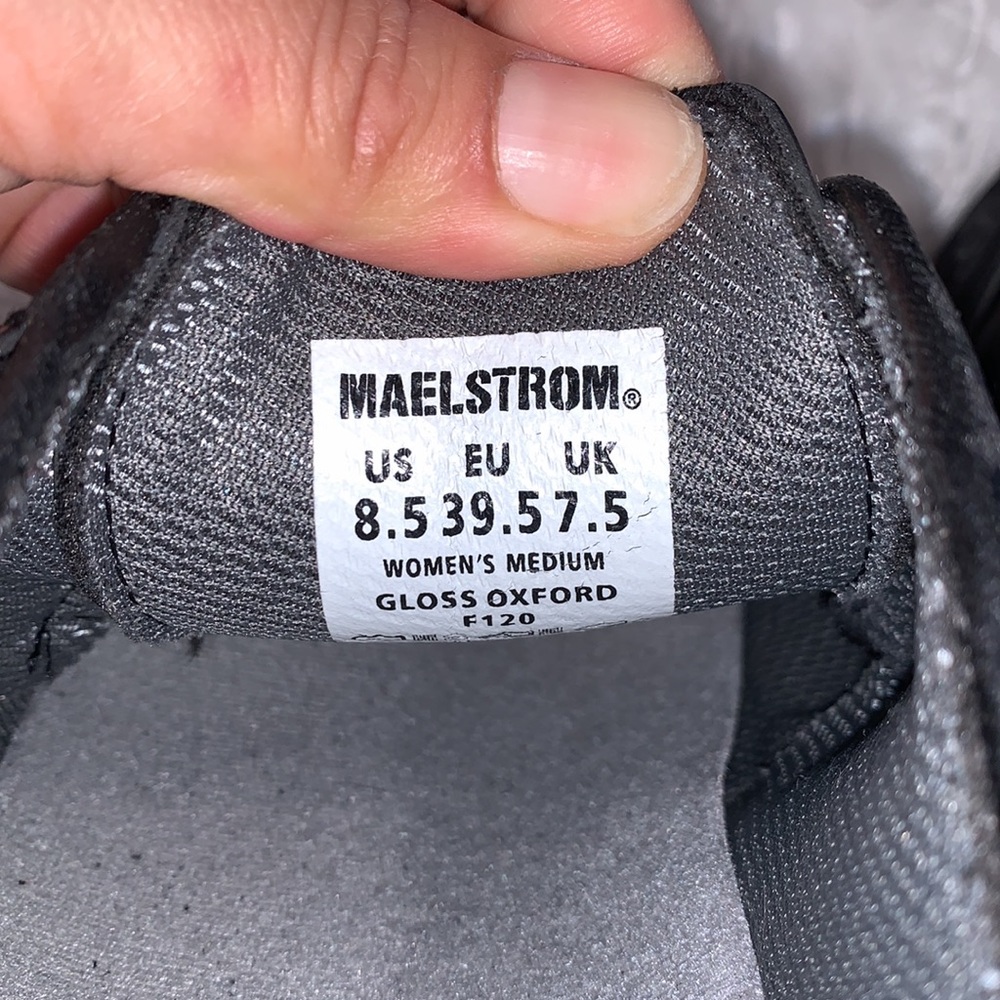 MAELSTROM®
US EU UK
8.5 39.5 7.5
WOMEN'S MEDIUM
GLOSS OXFORD
F120